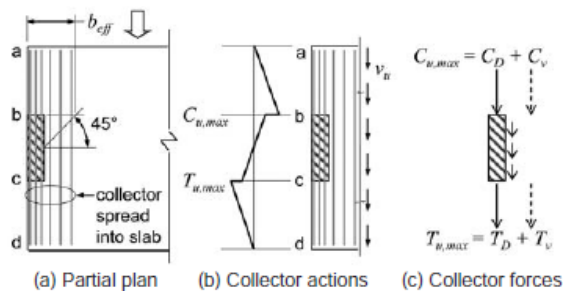 b_eff
a
b
45°
c
collector
spread
into slab
d
(a) Partial plan
a
v_u
C_u,max
b
T_u,max
c
d
(b) Collector actions
C_u,max = C_D + C_v
T_u,max = T_D + T_v
(c) Collector forces